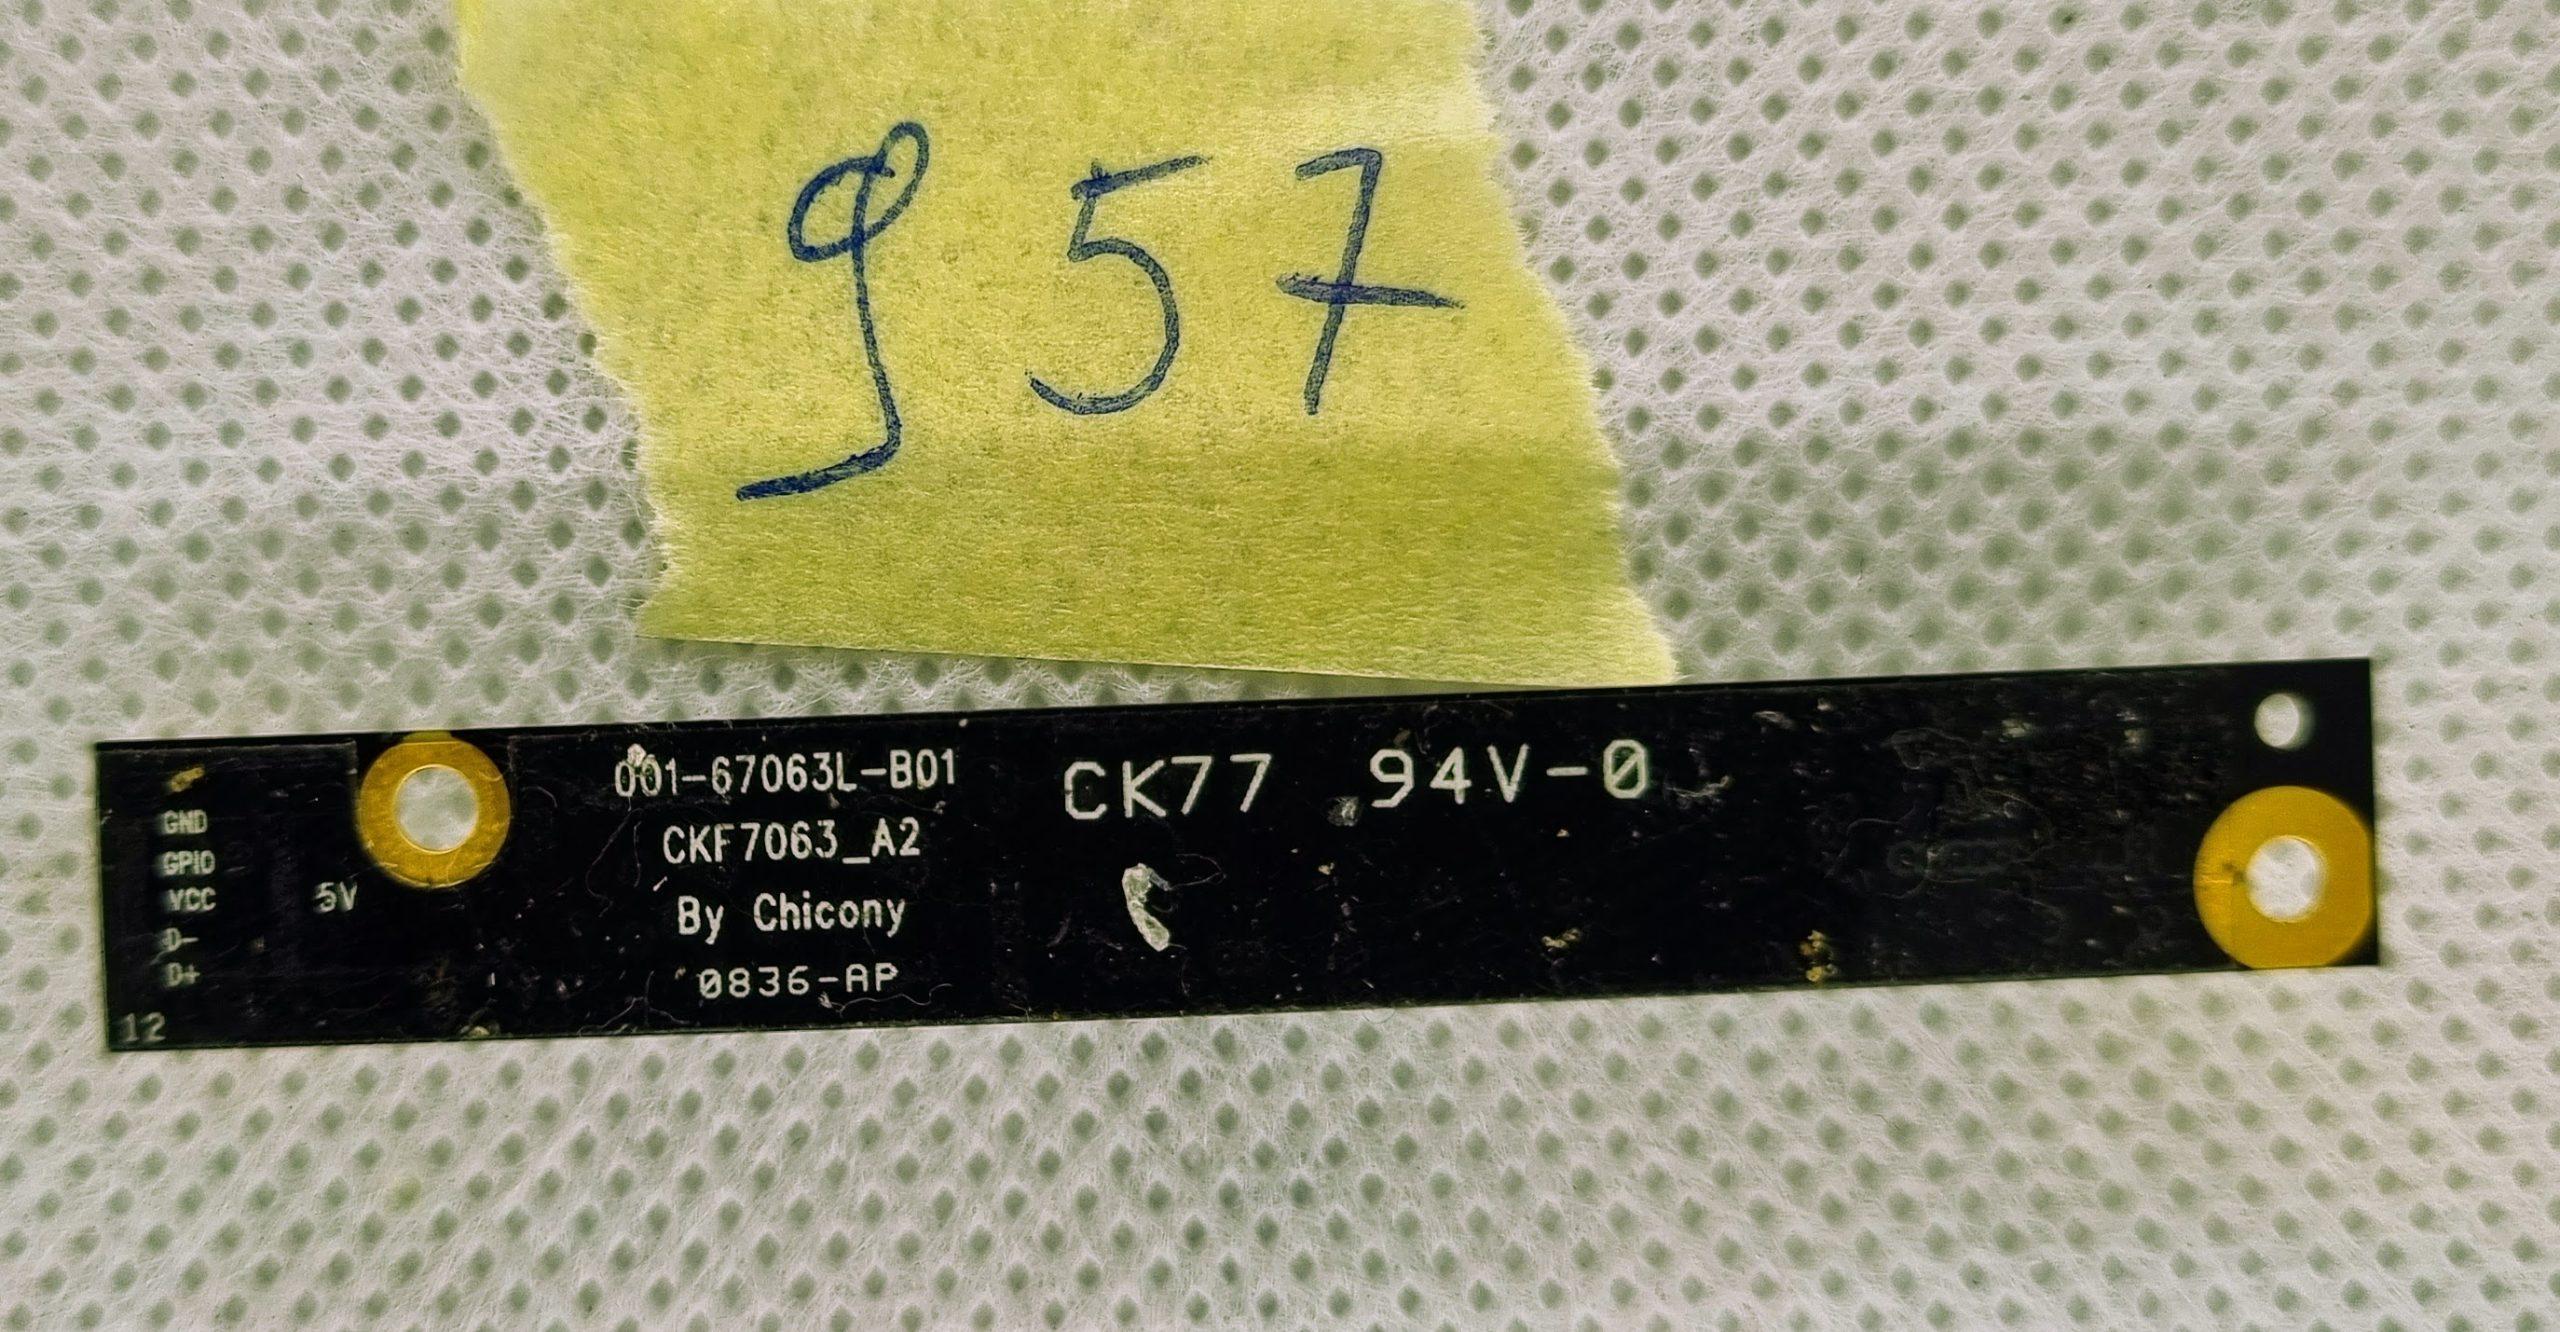 957
001-67063L-B01
CKF7063_A2
By Chicony
0836-AP
CK77 94V-0
GND
GPIO
VCC
D-
D+
5V
12